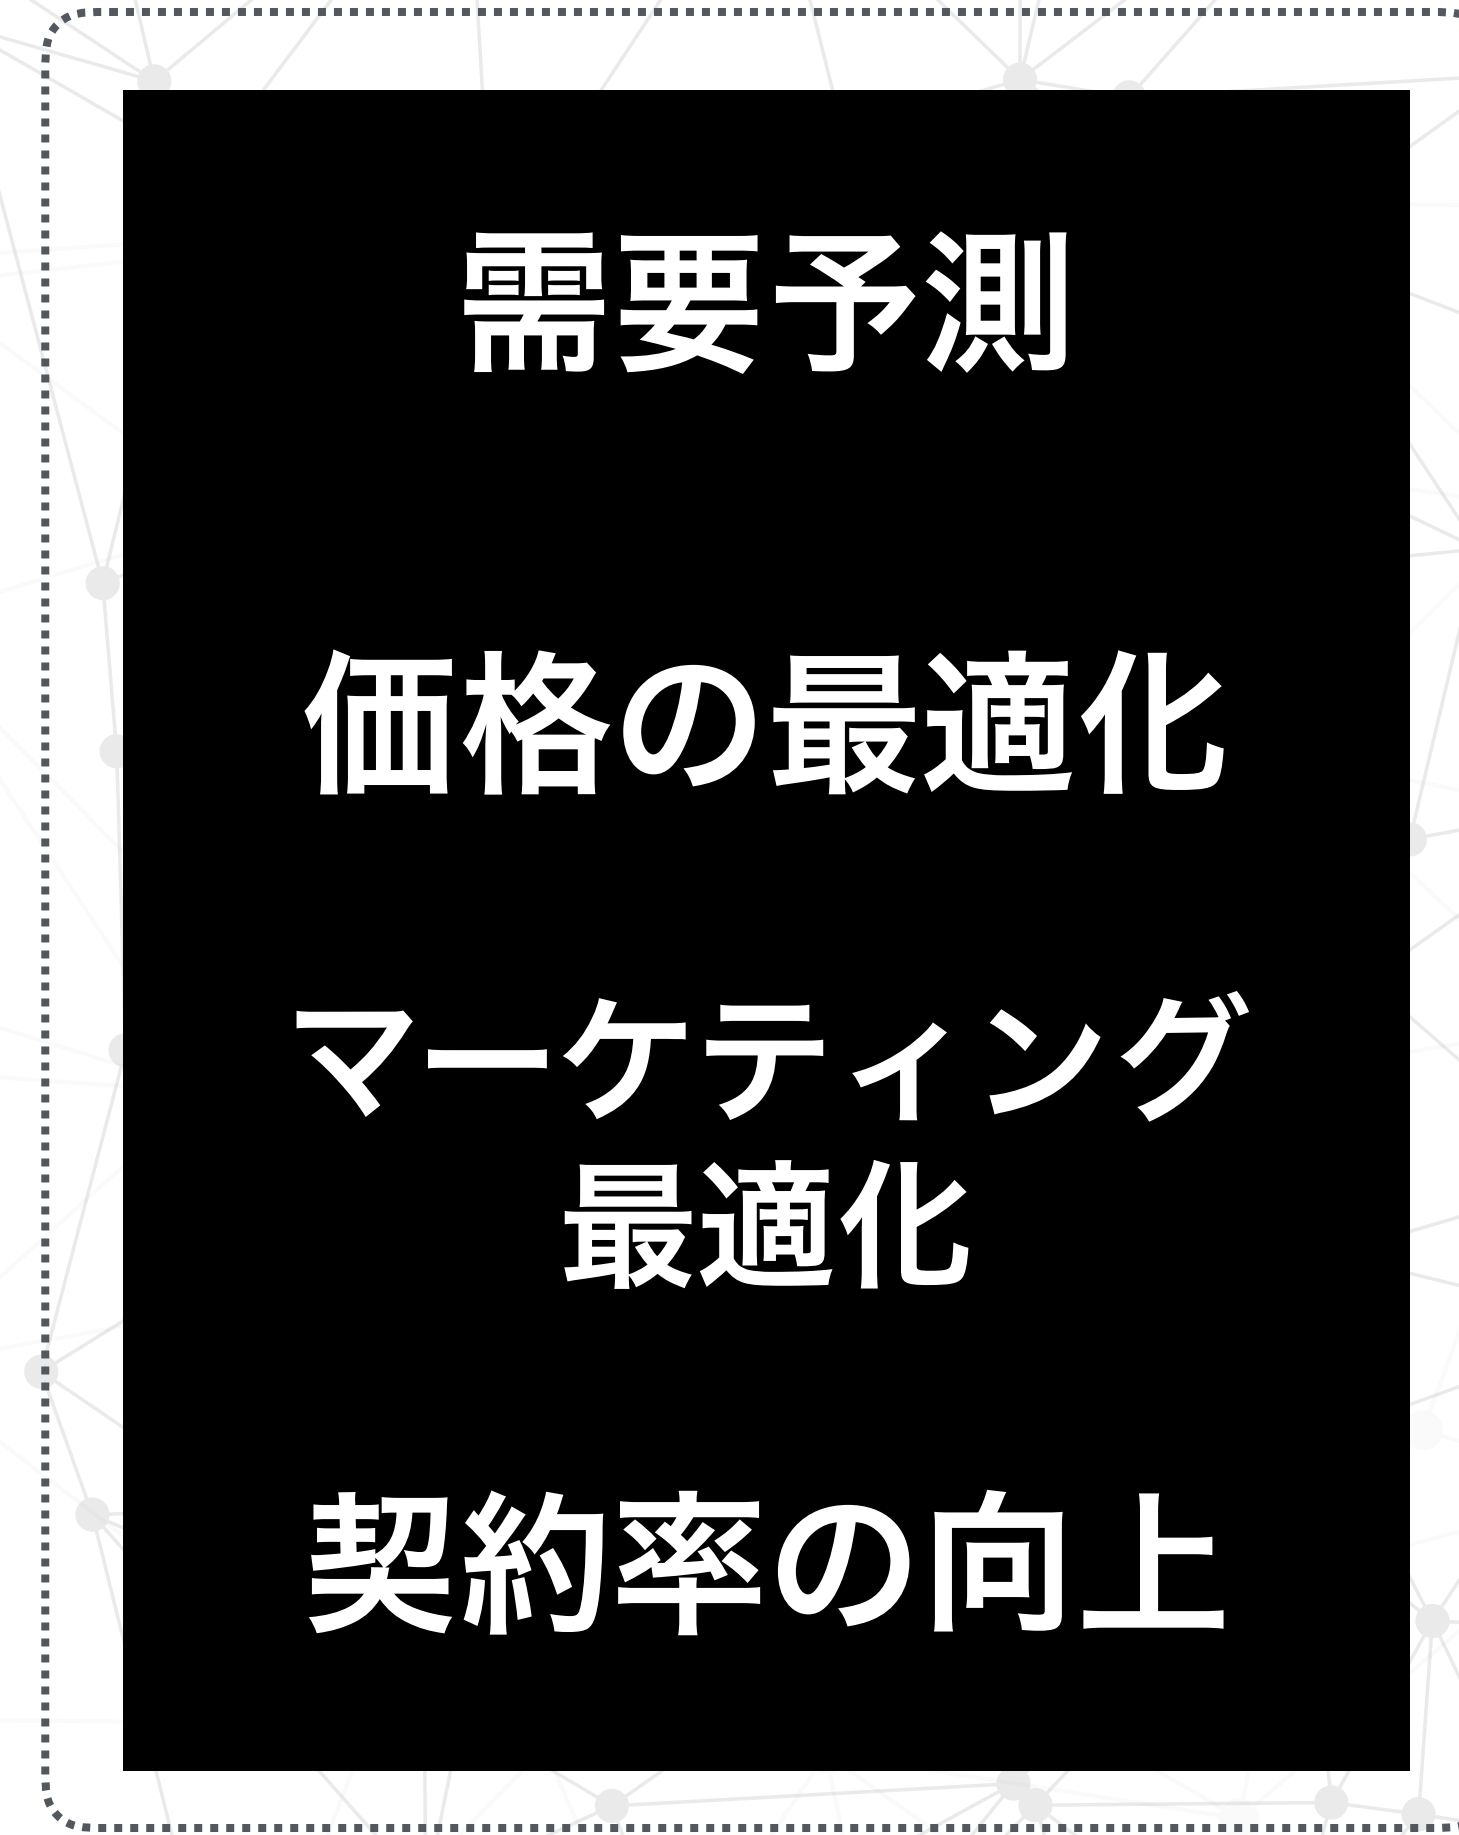 需要予測
価格の最適化
マーケティング
最適化
契約率の向上